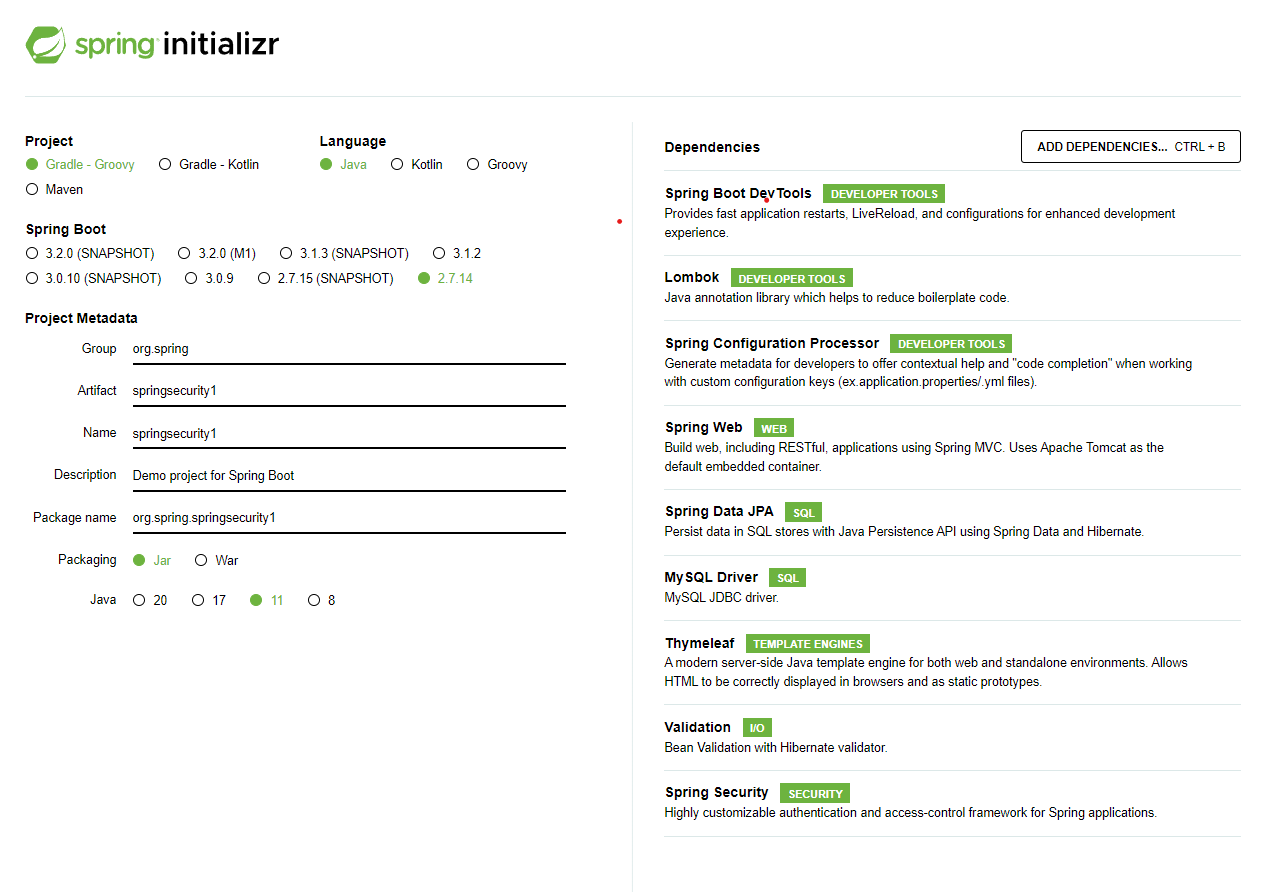 spring initializr
Project
Gradle - Groovy Gradle - Kotlin
Maven
Language
Java Kotlin Groovy
Spring Boot
3.2.0 (SNAPSHOT) 3.2.0 (M1) 3.1.3 (SNAPSHOT) 3.1.2
3.0.10 (SNAPSHOT) 3.0.9 2.7.15 (SNAPSHOT) 2.7.14
Project Metadata
Group org.spring
Artifact springsecurity1
Name springsecurity1
Description Demo project for Spring Boot
Package name org.spring.springsecurity1
Packaging Jar War
Java 20 17 11 8
Dependencies ADD DEPENDENCIES... CTRL + B
Spring Boot DevTools DEVELOPER TOOLS
Provides fast application restarts, LiveReload, and configurations for enhanced development
experience.
Lombok DEVELOPER TOOLS
Java annotation library which helps to reduce boilerplate code.
Spring Configuration Processor DEVELOPER TOOLS
Generate metadata for developers to offer contextual help and "code completion" when working
with custom configuration keys (ex.application.properties/.yml files).
Spring Web WEB
Build web, including RESTful, applications using Spring MVC. Uses Apache Tomcat as the
default embedded container.
Spring Data JPA SQL
Persist data in SQL stores with Java Persistence API using Spring Data and Hibernate.
MySQL Driver SQL
MySQL JDBC driver.
Thymeleaf TEMPLATE ENGINES
A modern server-side Java template engine for both web and standalone environments. Allows
HTML to be correctly displayed in browsers and as static prototypes.
Validation I/O
Bean Validation with Hibernate validator.
Spring Security SECURITY
Highly customizable authentication and access-control framework for Spring applications.